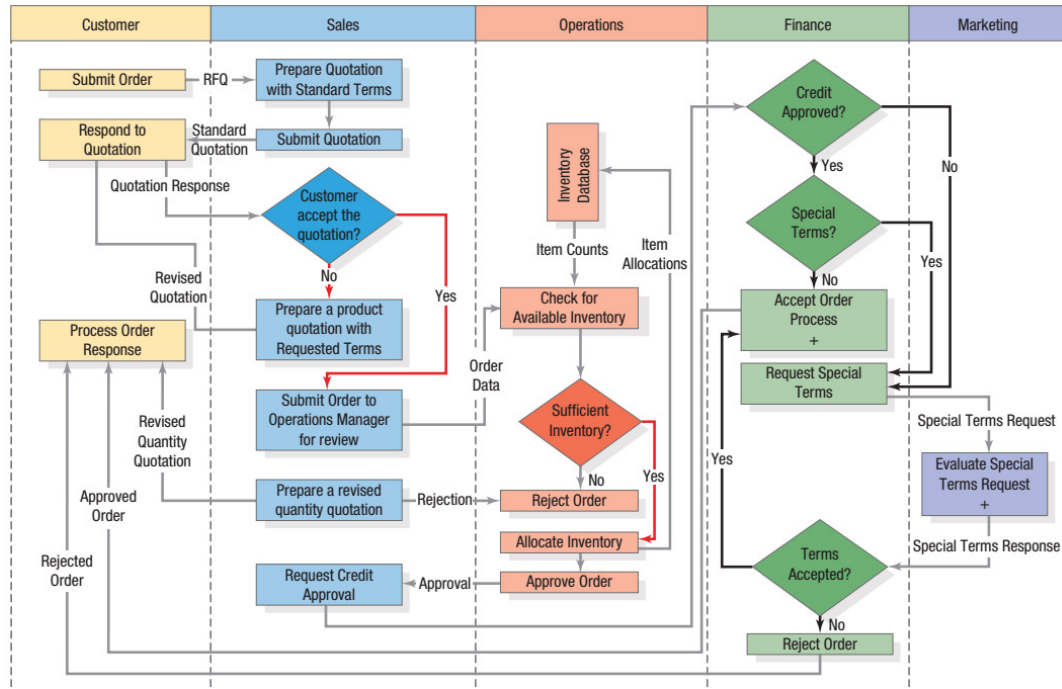 Customer
Sales
Operations
Finance
Marketing
Submit Order
RFQ
Prepare Quotation
with Standard Terms
Credit
Approved?
Respond to
Quotation
Standard
Quotation
Submit Quotation
Inventory
Database
Yes
No
Quotation Response
Customer
accept the
quotation?
Special
Terms?
Item Counts
Item
Allocations
Yes
No
Revised
Quotation
No
Yes
Check for
Available Inventory
Accept Order
Process
+
Process Order
Response
Prepare a product
quotation with
Requested Terms
Order
Data
Request Special
Terms
Submit Order to
Operations Manager
for review
Sufficient
Inventory?
Special Terms Request
Revised
Quantity
Quotation
Yes
No
Yes
Evaluate Special
Terms Request
+
Approved
Order
Prepare a revised
quantity quotation
Rejection
Reject Order
Special Terms Response
Rejected
Order
Allocate Inventory
Terms
Accepted?
Request Credit
Approval
Approval
Approve Order
No
Reject Order